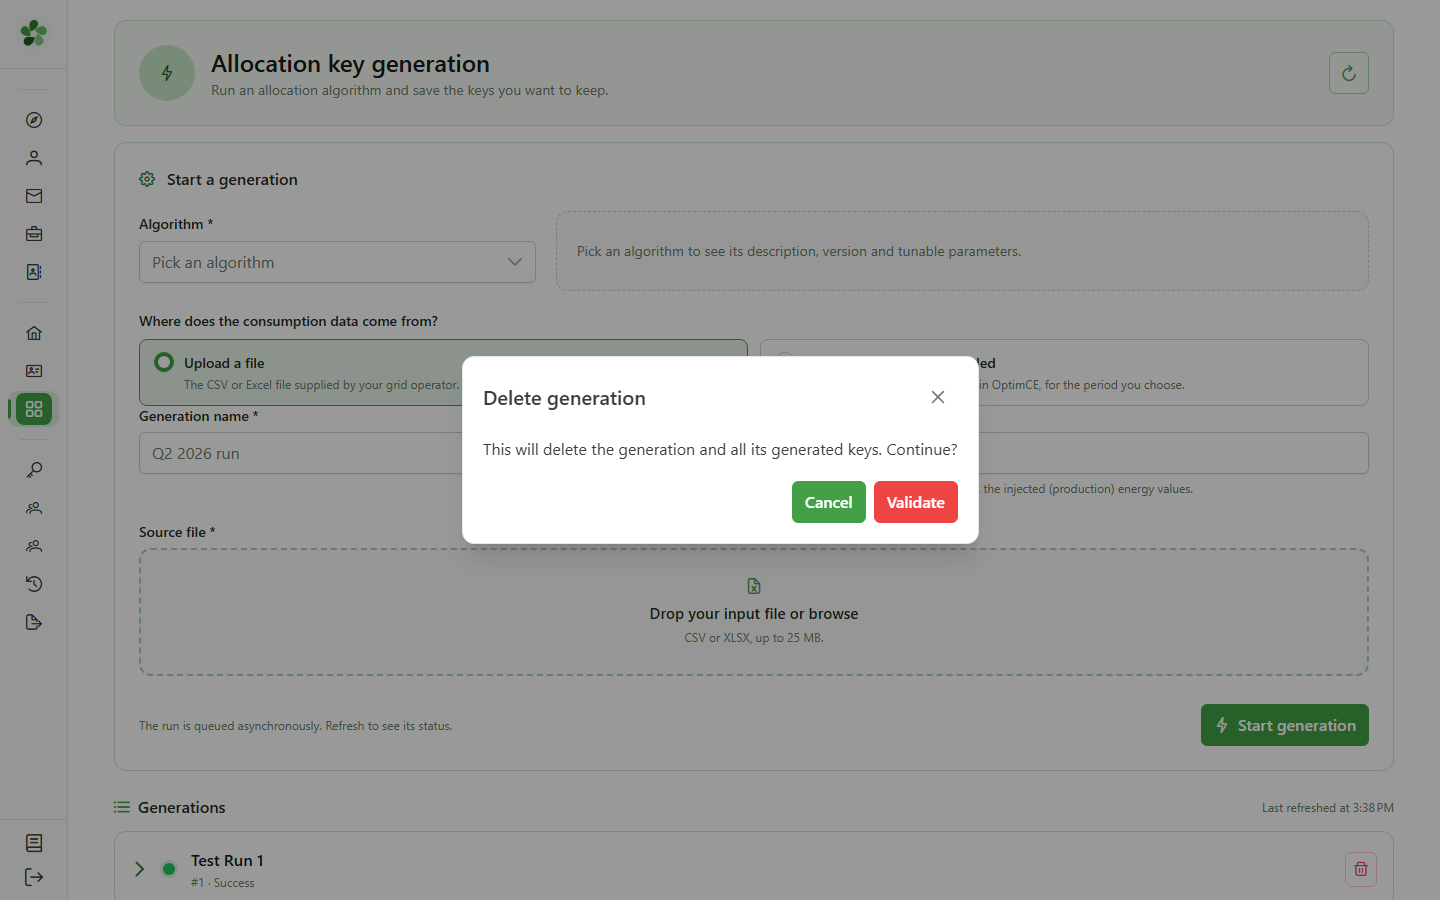 Allocation key generation
Run an allocation algorithm and save the keys you want to keep.
Start a generation
Algorithm *
Pick an algorithm
Pick an algorithm to see its description, version and tunable parameters.
Where does the consumption data come from?
Upload a file
The CSV or Excel file supplied by your grid operator.
in OptimCE, for the period you choose.
Generation name *
Q2 2026 run
the injected (production) energy values.
Delete generation
This will delete the generation and all its generated keys. Continue?
Cancel
Validate
Source file *
Drop your input file or browse
CSV or XLSX, up to 25 MB.
The run is queued asynchronously. Refresh to see its status.
Start generation
Generations
Last refreshed at 3:38 PM
Test Run 1
#1 · Success